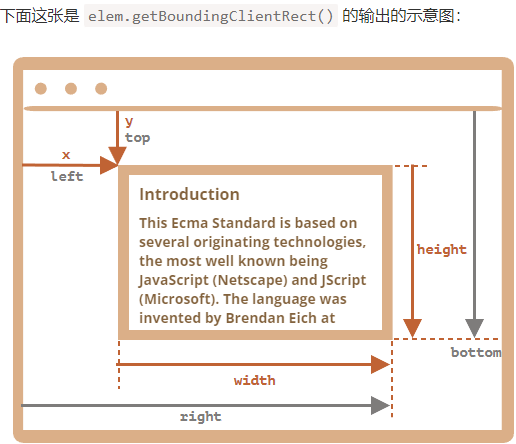 下面这张是 elem.getBoundingClientRect() 的输出的示意图：
y
top
x
left
Introduction
This Ecma Standard is based on
several originating technologies,
the most well known being
JavaScript (Netscape) and JScript
(Microsoft). The language was
invented by Brendan Eich at
height
bottom
width
right